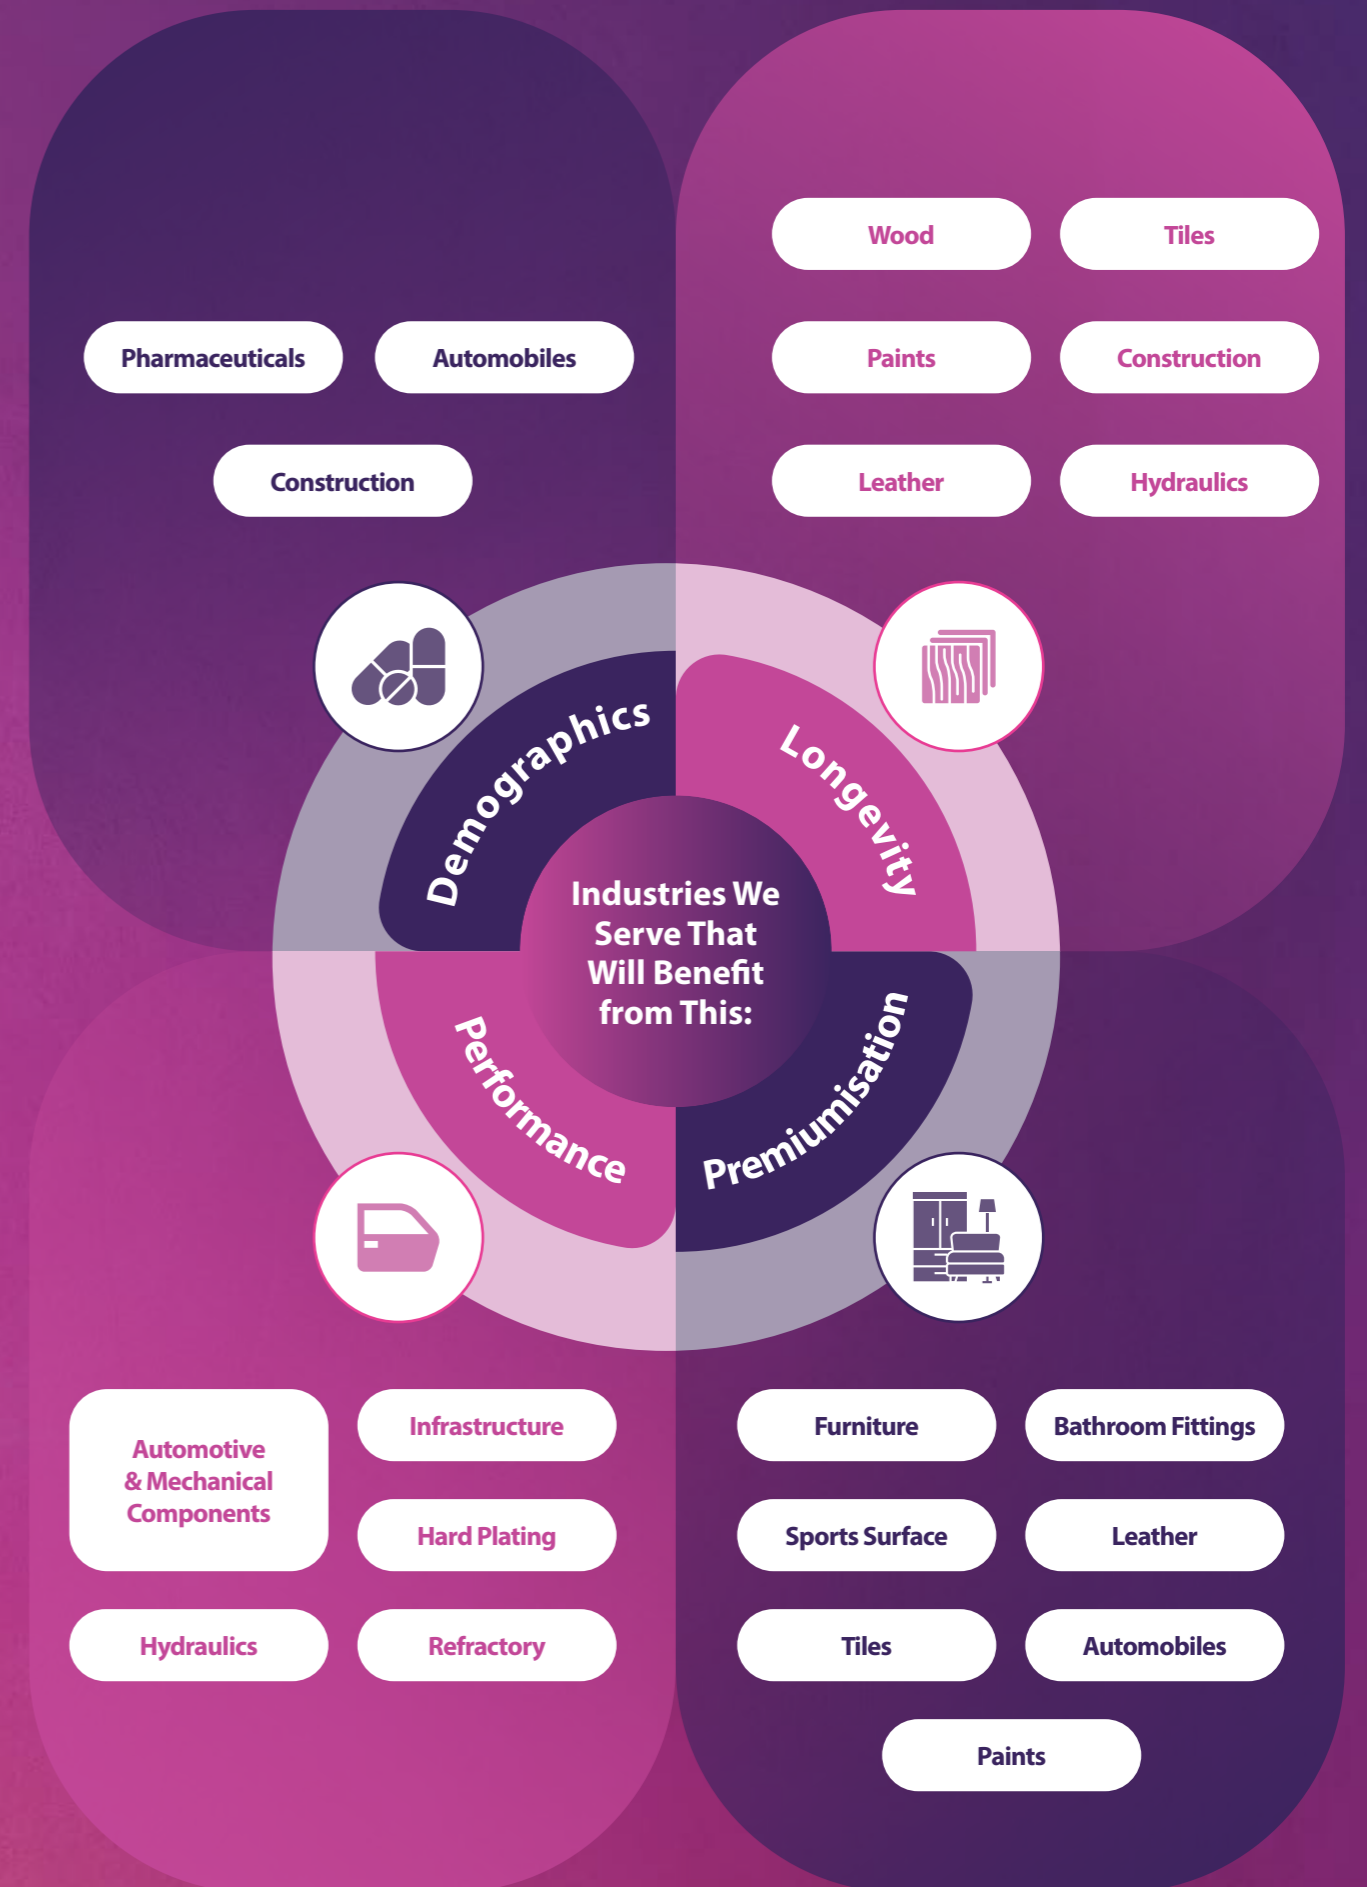 Pharmaceuticals
Automobiles
Construction
Wood
Tiles
Paints
Construction
Leather
Hydraulics
Demographics
Longevity
Industries We
Serve That
Will Benefit
from This:
Performance
Premiumisation
Automotive
& Mechanical
Components
Infrastructure
Hard Plating
Hydraulics
Refractory
Furniture
Bathroom Fittings
Sports Surface
Leather
Tiles
Automobiles
Paints